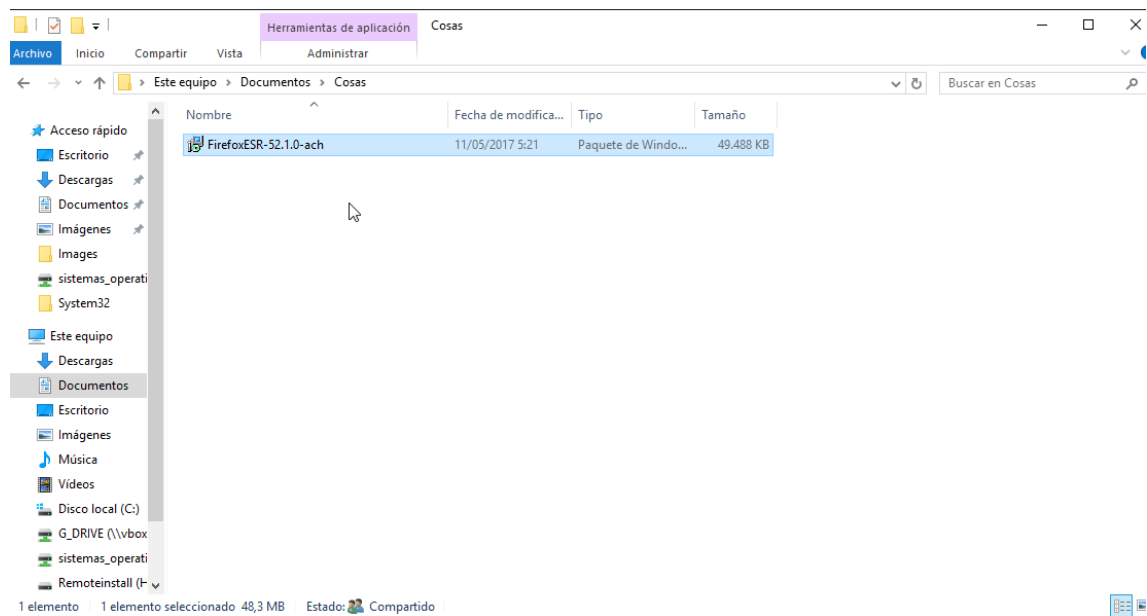 Herramientas de aplicación Cosas
Archivo Inicio Compartir Vista Administrar
Este equipo Documentos Cosas Buscar en Cosas
Nombre Fecha de modifica... Tipo Tamaño
FirefoxESR-52.1.0-ach 11/05/2017 5:21 Paquete de Windo... 49.488 KB
Acceso rápido
Escritorio
Descargas
Documentos
Imágenes
Images
sistemas_operati
System32
Este equipo
Descargas
Documentos
Escritorio
Imágenes
Música
Vídeos
Disco local (C:)
G_DRIVE (\\vbox
sistemas_operati
Remoteinstall (H
1 elemento 1 elemento seleccionado 48,3 MB Estado: Compartido